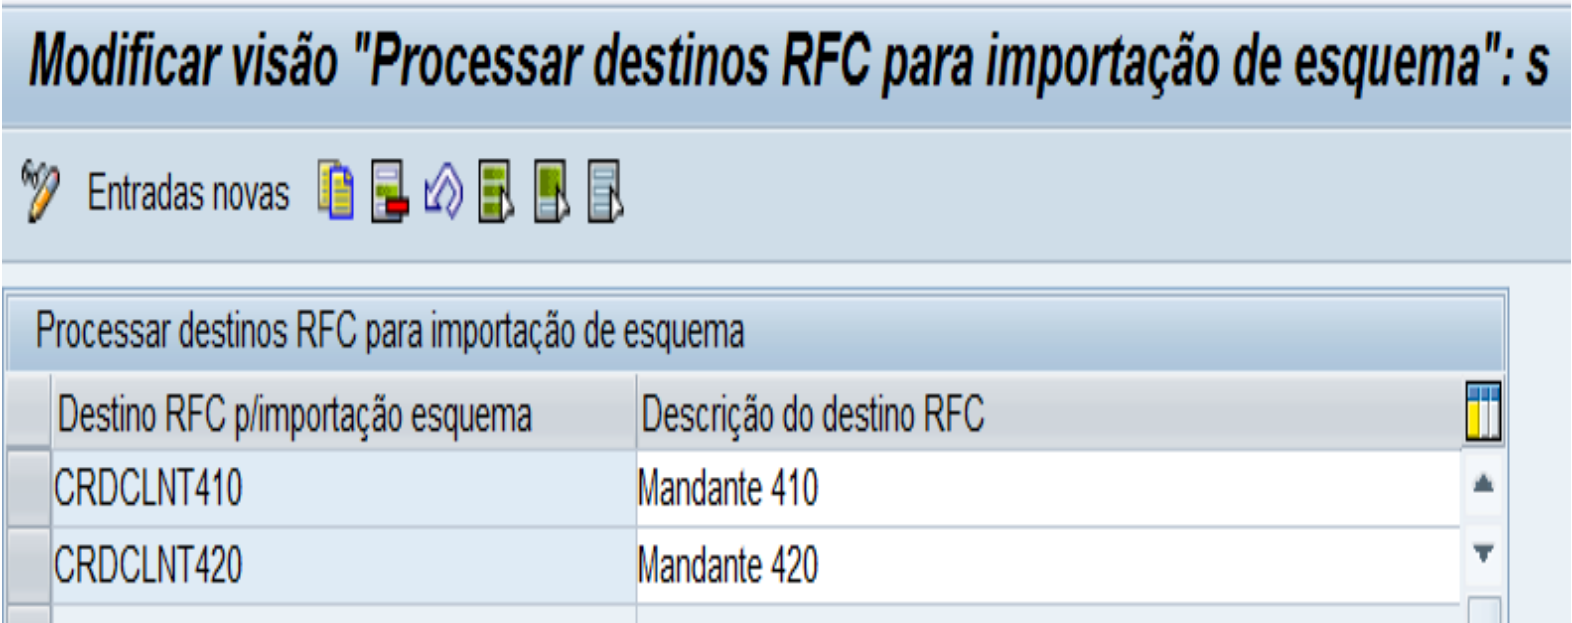 Modificar visão "Processar destinos RFC para importação de esquema": s
Entradas novas
Processar destinos RFC para importação de esquema
Destino RFC p/importação esquema Descrição do destino RFC
CRDCLNT410 Mandante 410
CRDCLNT420 Mandante 420